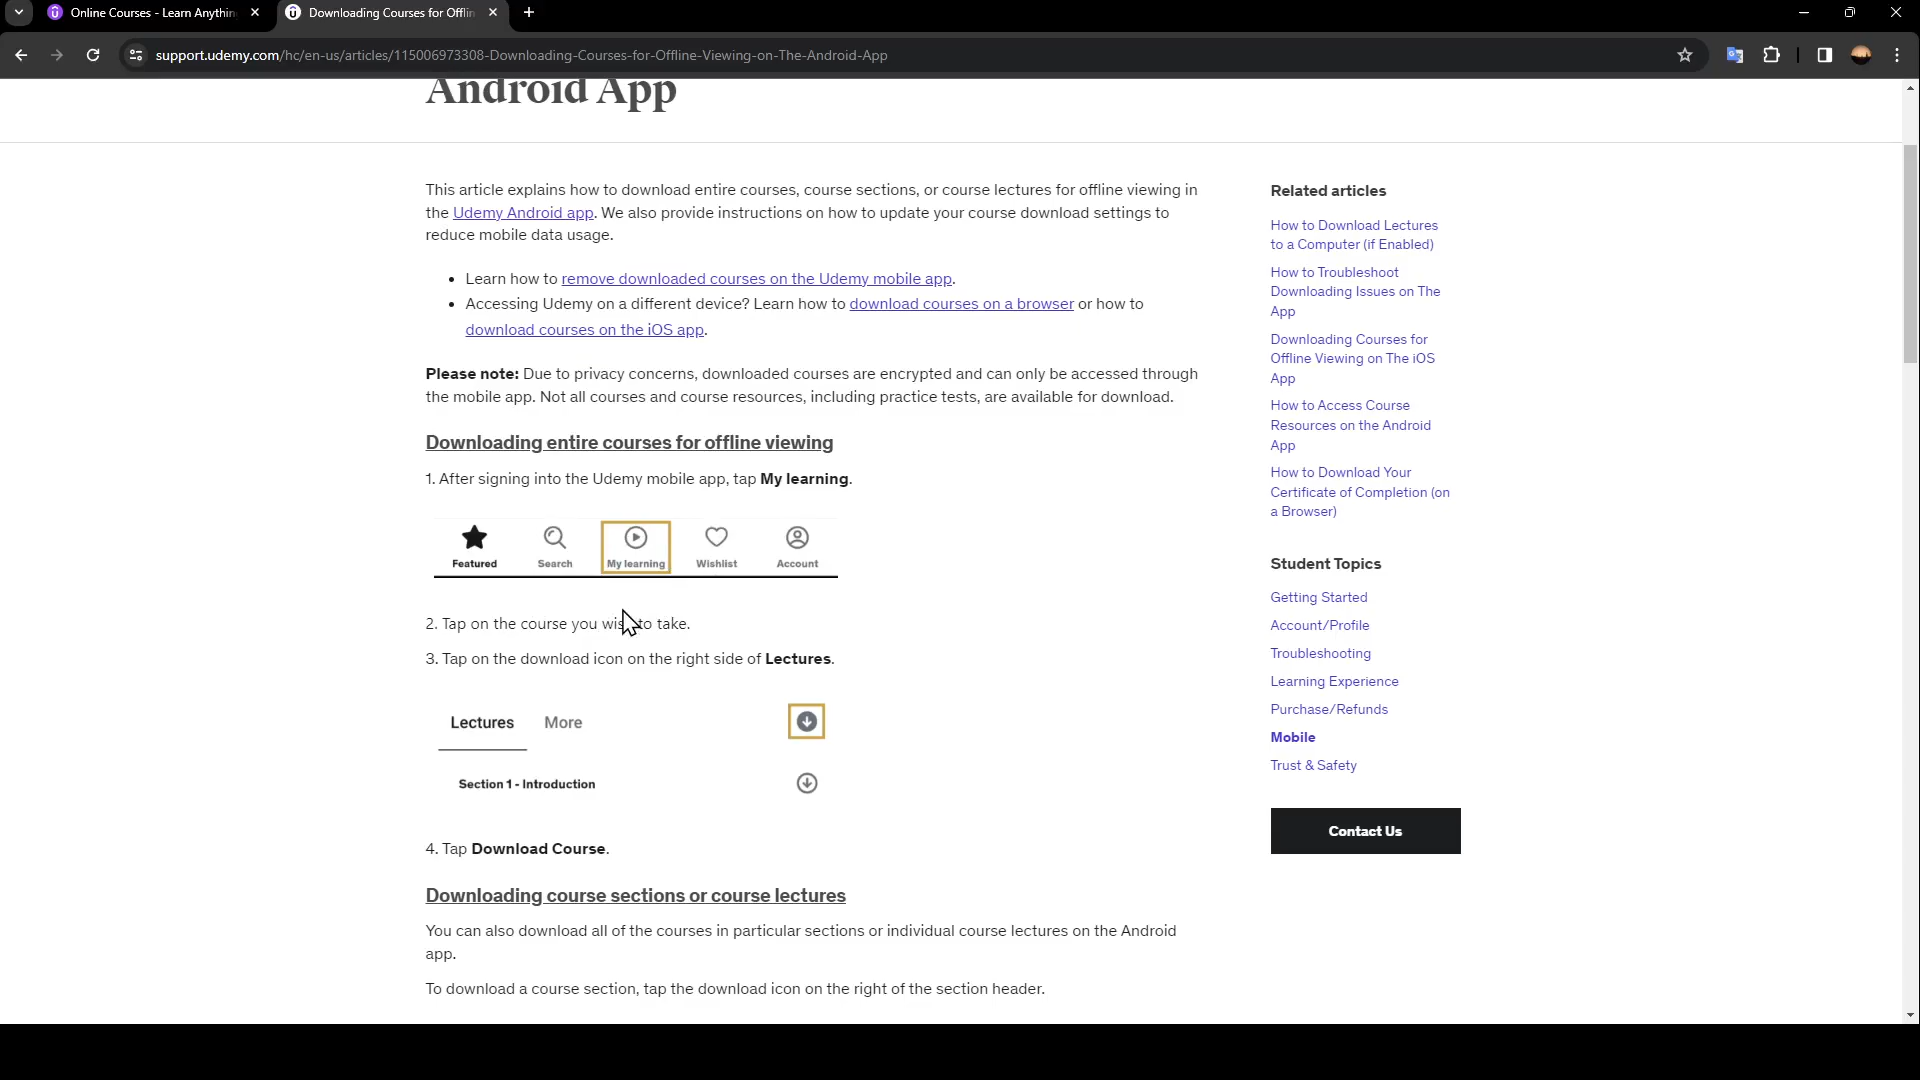 Online Courses - Learn Anythin
Downloading Courses for Offlin
support.udemy.com/hc/en-us/articles/115006973308-Downloading-Courses-for-Offline-Viewing-on-The-Android-App
Android App
This article explains how to download entire courses, course sections, or course lectures for offline viewing in
the Udemy Android app. We also provide instructions on how to update your course download settings to
reduce mobile data usage.
• Learn how to remove downloaded courses on the Udemy mobile app.
• Accessing Udemy on a different device? Learn how to download courses on a browser or how to
download courses on the iOS app.
Please note: Due to privacy concerns, downloaded courses are encrypted and can only be accessed through
the mobile app. Not all courses and course resources, including practice tests, are available for download.
Downloading entire courses for offline viewing
1. After signing into the Udemy mobile app, tap My learning.
Featured Search My learning Wishlist Account
2. Tap on the course you wish to take.
3. Tap on the download icon on the right side of Lectures.
Lectures More
Section 1 - Introduction
4. Tap Download Course.
Downloading course sections or course lectures
You can also download all of the courses in particular sections or individual course lectures on the Android
app.
To download a course section, tap the download icon on the right of the section header.
Related articles
How to Download Lectures
to a Computer (if Enabled)
How to Troubleshoot
Downloading Issues on The
App
Downloading Courses for
Offline Viewing on The iOS
App
How to Access Course
Resources on the Android
App
How to Download Your
Certificate of Completion (on
a Browser)
Student Topics
Getting Started
Account/Profile
Troubleshooting
Learning Experience
Purchase/Refunds
Mobile
Trust & Safety
Contact Us